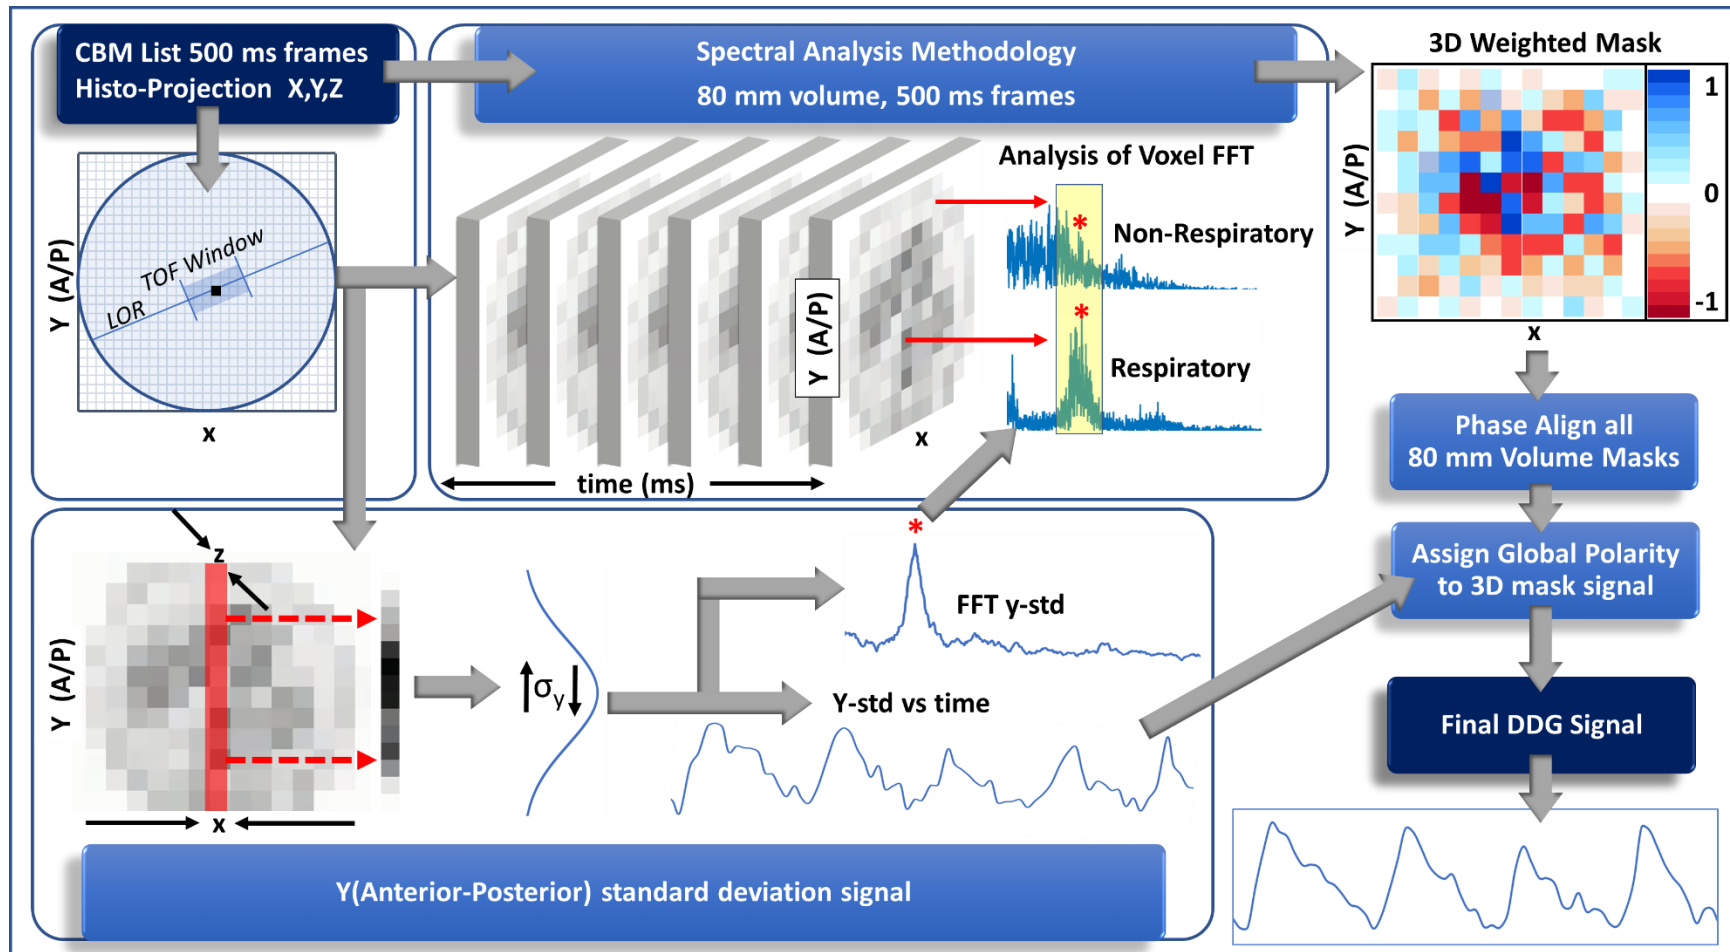 CBM List 500 ms frames
Histo-Projection X,Y,Z
Y (A/P)
TOF Window
LOR
x
Spectral Analysis Methodology
80 mm volume, 500 ms frames
Analysis of Voxel FFT
*
Non-Respiratory
*
Respiratory
Y (A/P)
x
time (ms)
3D Weighted Mask
Y (A/P)
1
0
-1
x
Phase Align all
80 mm Volume Masks
Assign Global Polarity
to 3D mask signal
Final DDG Signal
z
Y (A/P)
x
σy
*
FFT y-std
Y-std vs time
Y(Anterior-Posterior) standard deviation signal